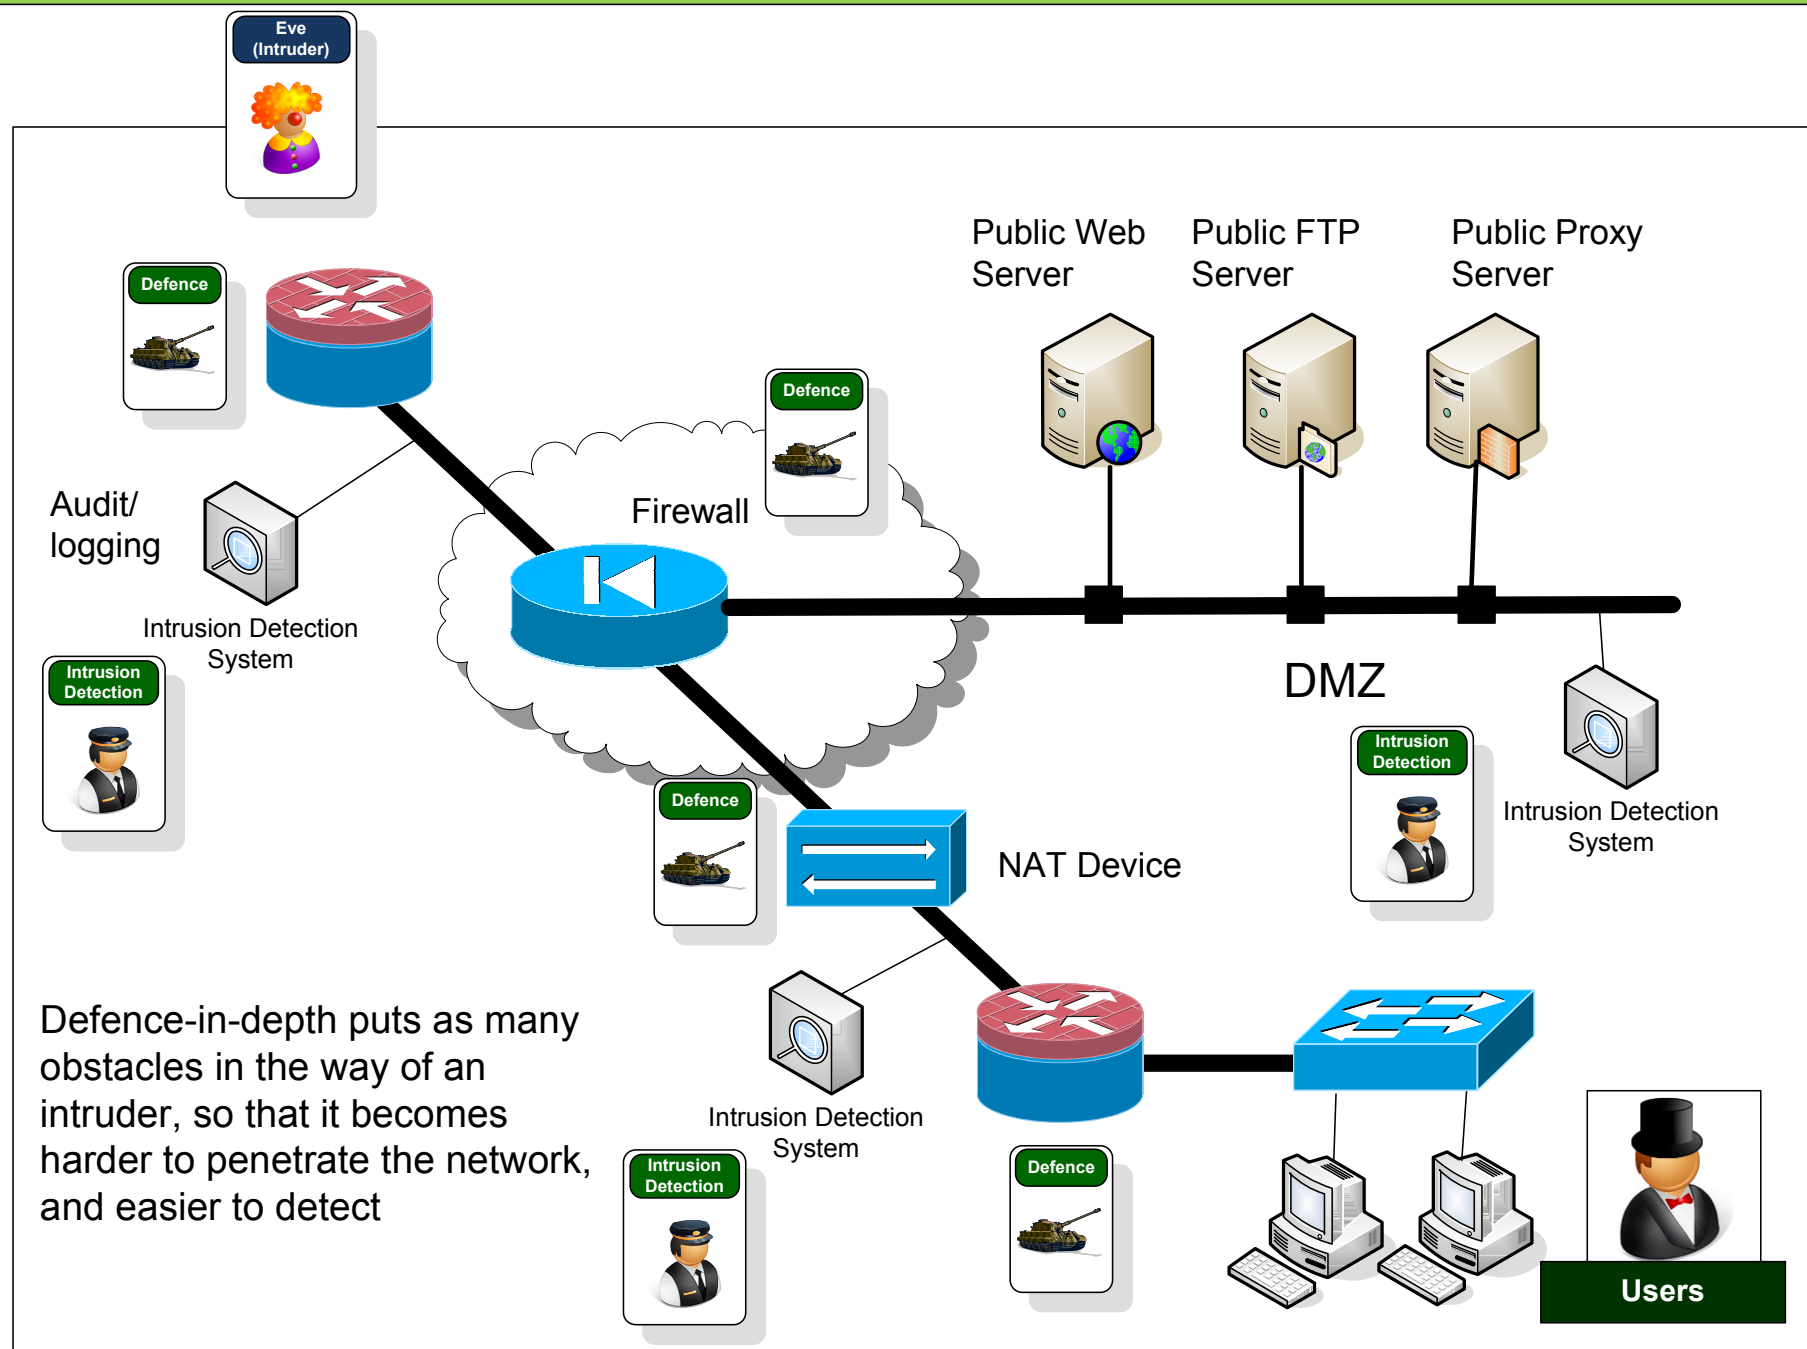 Eve
(Intruder)
Public Web
Server
Public FTP
Server
Public Proxy
Server
Defence
Defence
Firewall
Audit/
logging
Intrusion Detection
System
Intrusion
Detection
DMZ
Intrusion
Detection
Intrusion Detection
System
Defence
NAT Device
Defence-in-depth puts as many
obstacles in the way of an
intruder, so that it becomes
harder to penetrate the network,
and easier to detect
Intrusion Detection
System
Intrusion
Detection
Defence
Users